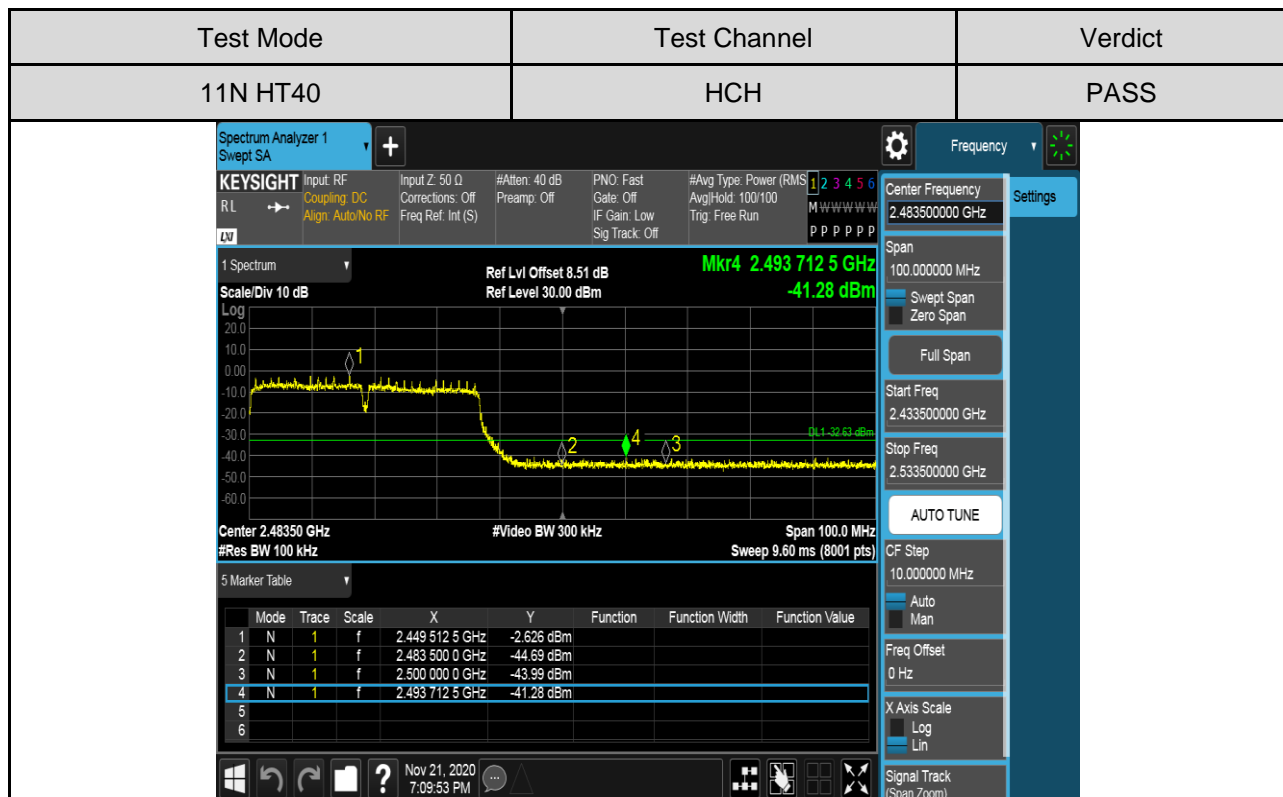 Test Mode Test Channel Verdict
11N HT40 HCH PASS
Spectrum Analyzer 1
Swept SA
+
Frequency
KEYSIGHT
RL
LXI
Input: RF
Coupling: DC
Align: Auto/No RF
Input Z: 50 Ω
Corrections: Off
Freq Ref: Int (S)
#Atten: 40 dB
Preamp: Off
PNO: Fast
Gate: Off
IF Gain: Low
Sig Track: Off
#Avg Type: Power (RMS
Avg|Hold: 100/100
Trig: Free Run
1 2 3 4 5 6
M W W W W W
P P P P P P
1 Spectrum
Scale/Div 10 dB
Ref Lvl Offset 8.51 dB
Ref Level 30.00 dBm
Mkr4 2.493 712 5 GHz
-41.28 dBm
Log
20.0
10.0
0.00
-10.0
-20.0
-30.0
-40.0
-50.0
-60.0
1
2
4
3
DL1 -32.63 dBm
Center 2.48350 GHz #Video BW 300 kHz Span 100.0 MHz
#Res BW 100 kHz Sweep 9.60 ms (8001 pts)
5 Marker Table
Mode Trace Scale X Y Function Function Width Function Value
1 N 1 f 2.449 512 5 GHz -2.626 dBm
2 N 1 f 2.483 500 0 GHz -44.69 dBm
3 N 1 f 2.500 000 0 GHz -43.99 dBm
4 N 1 f 2.493 712 5 GHz -41.28 dBm
5
6
?
Nov 21, 2020
7:09:53 PM
Center Frequency
2.483500000 GHz
Settings
Span
100.000000 MHz
Swept Span
Zero Span
Full Span
Start Freq
2.433500000 GHz
Stop Freq
2.533500000 GHz
AUTO TUNE
CF Step
10.000000 MHz
Auto
Man
Freq Offset
0 Hz
X Axis Scale
Log
Lin
Signal Track
(Span Zoom)